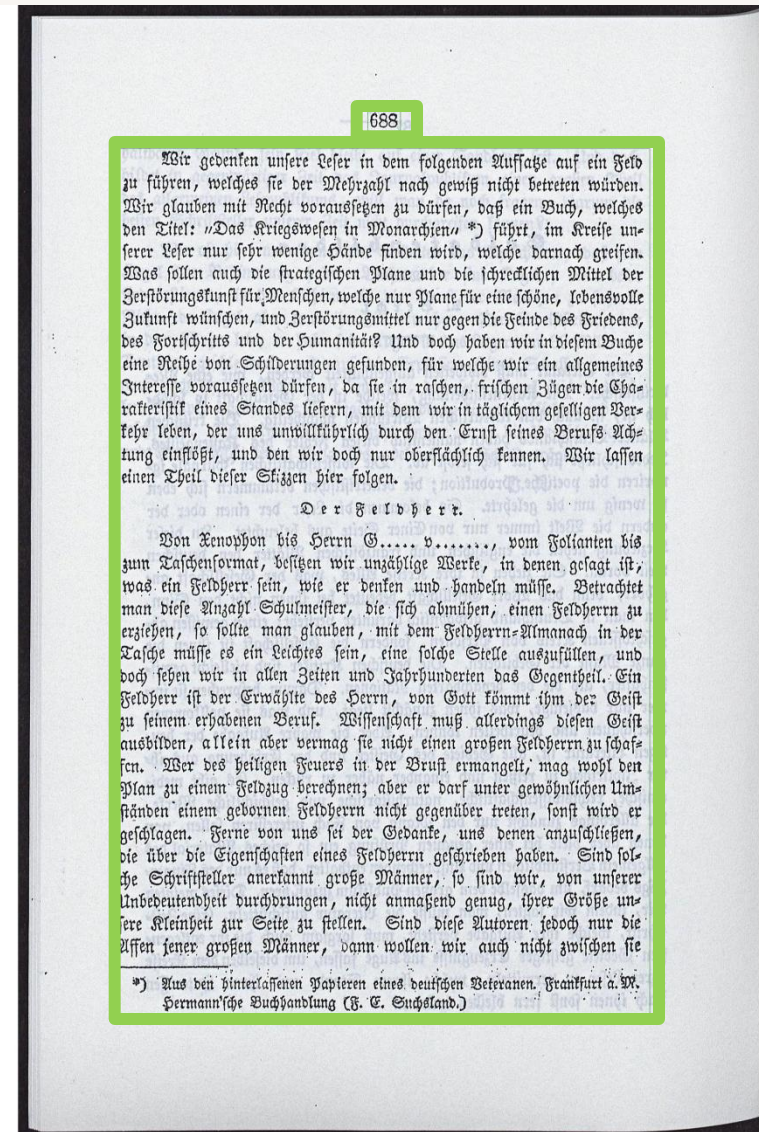 688
Wir gedenken unsere Leser in dem folgenden Aufsatze auf ein Feld
zu führen, welches sie der Mehrzahl nach gewiß nicht betreten würden.
Wir glauben mit Recht voraussetzen zu dürfen, daß ein Buch, welches
den Titel: „Das Kriegswesen in Monarchien“ *) führt, im Kreise un-
serer Leser nur sehr wenige Hände finden wird, welche darnach greifen.
Was sollen auch die strategischen Plane und die schrecklichen Mittel der
Zerstörungskunst für Menschen, welche nur Plane für eine schöne, lebensvolle
Zukunft wünschen, und Zerstörungsmittel nur gegen die Feinde des Friedens,
des Fortschritts und der Humanität? Und doch haben wir in diesem Buche
eine Reihe von Schilderungen gefunden, für welche wir ein allgemeines
Interesse voraussetzen dürfen, da sie in raschen, frischen Zügen die Cha-
rakteristik eines Standes liefern, mit dem wir in täglichem geselligen Ver-
kehr leben, der uns unwillkührlich durch den Ernst seines Berufs Ach-
tung einflößt, und den wir doch nur oberflächlich kennen. Wir lassen
einen Theil dieser Skizzen hier folgen.
Der Feldherr.
Von Xenophon bis Herrn G.... v......., vom Folianten bis
zum Taschenformat, besitzen wir unzählige Werke, in denen gesagt ist,
was ein Feldherr sein, wie er denken und handeln müsse. Betrachtet
man diese Anzahl Schulmeister, die sich abmühen, einen Feldherrn zu
erziehen, so sollte man glauben, mit dem Feldherrn-Almanach in der
Tasche müsse es ein Leichtes sein, eine solche Stelle auszufüllen, und
doch sehen wir in allen Zeiten und Jahrhunderten das Gegentheil. Ein
Feldherr ist der Erwählte des Herrn, von Gott kömmt ihm der Geist
zu seinem erhabenen Beruf. Wissenschaft muß allerdings diesen Geist
ausbilden, allein aber vermag sie nicht einen großen Feldherrn zu schaf-
fen. Wer des heiligen Feuers in der Brust ermangelt, mag wohl den
Plan zu einem Feldzug berechnen; aber er darf unter gewöhnlichen Um-
ständen einem gebornen Feldherrn nicht gegenüber treten, sonst wird er
geschlagen. Ferne von uns sei der Gedanke, uns denen anzuschließen,
die über die Eigenschaften eines Feldherrn geschrieben haben. Sind sol-
che Schriftsteller anerkannt große Männer, so sind wir, von unserer
Unbedeutendheit durchdrungen, nicht anmaßend genug, ihrer Größe un-
sere Kleinheit zur Seite zu stellen. Sind diese Autoren jedoch nur die
Affen jener großen Männer, dann wollen wir auch nicht zwischen sie
*) Aus den hinterlassenen Papieren eines deutschen Veteranen. Frankfurt a. M.
Hermann'sche Buchhandlung (F. E. Suchsland.)